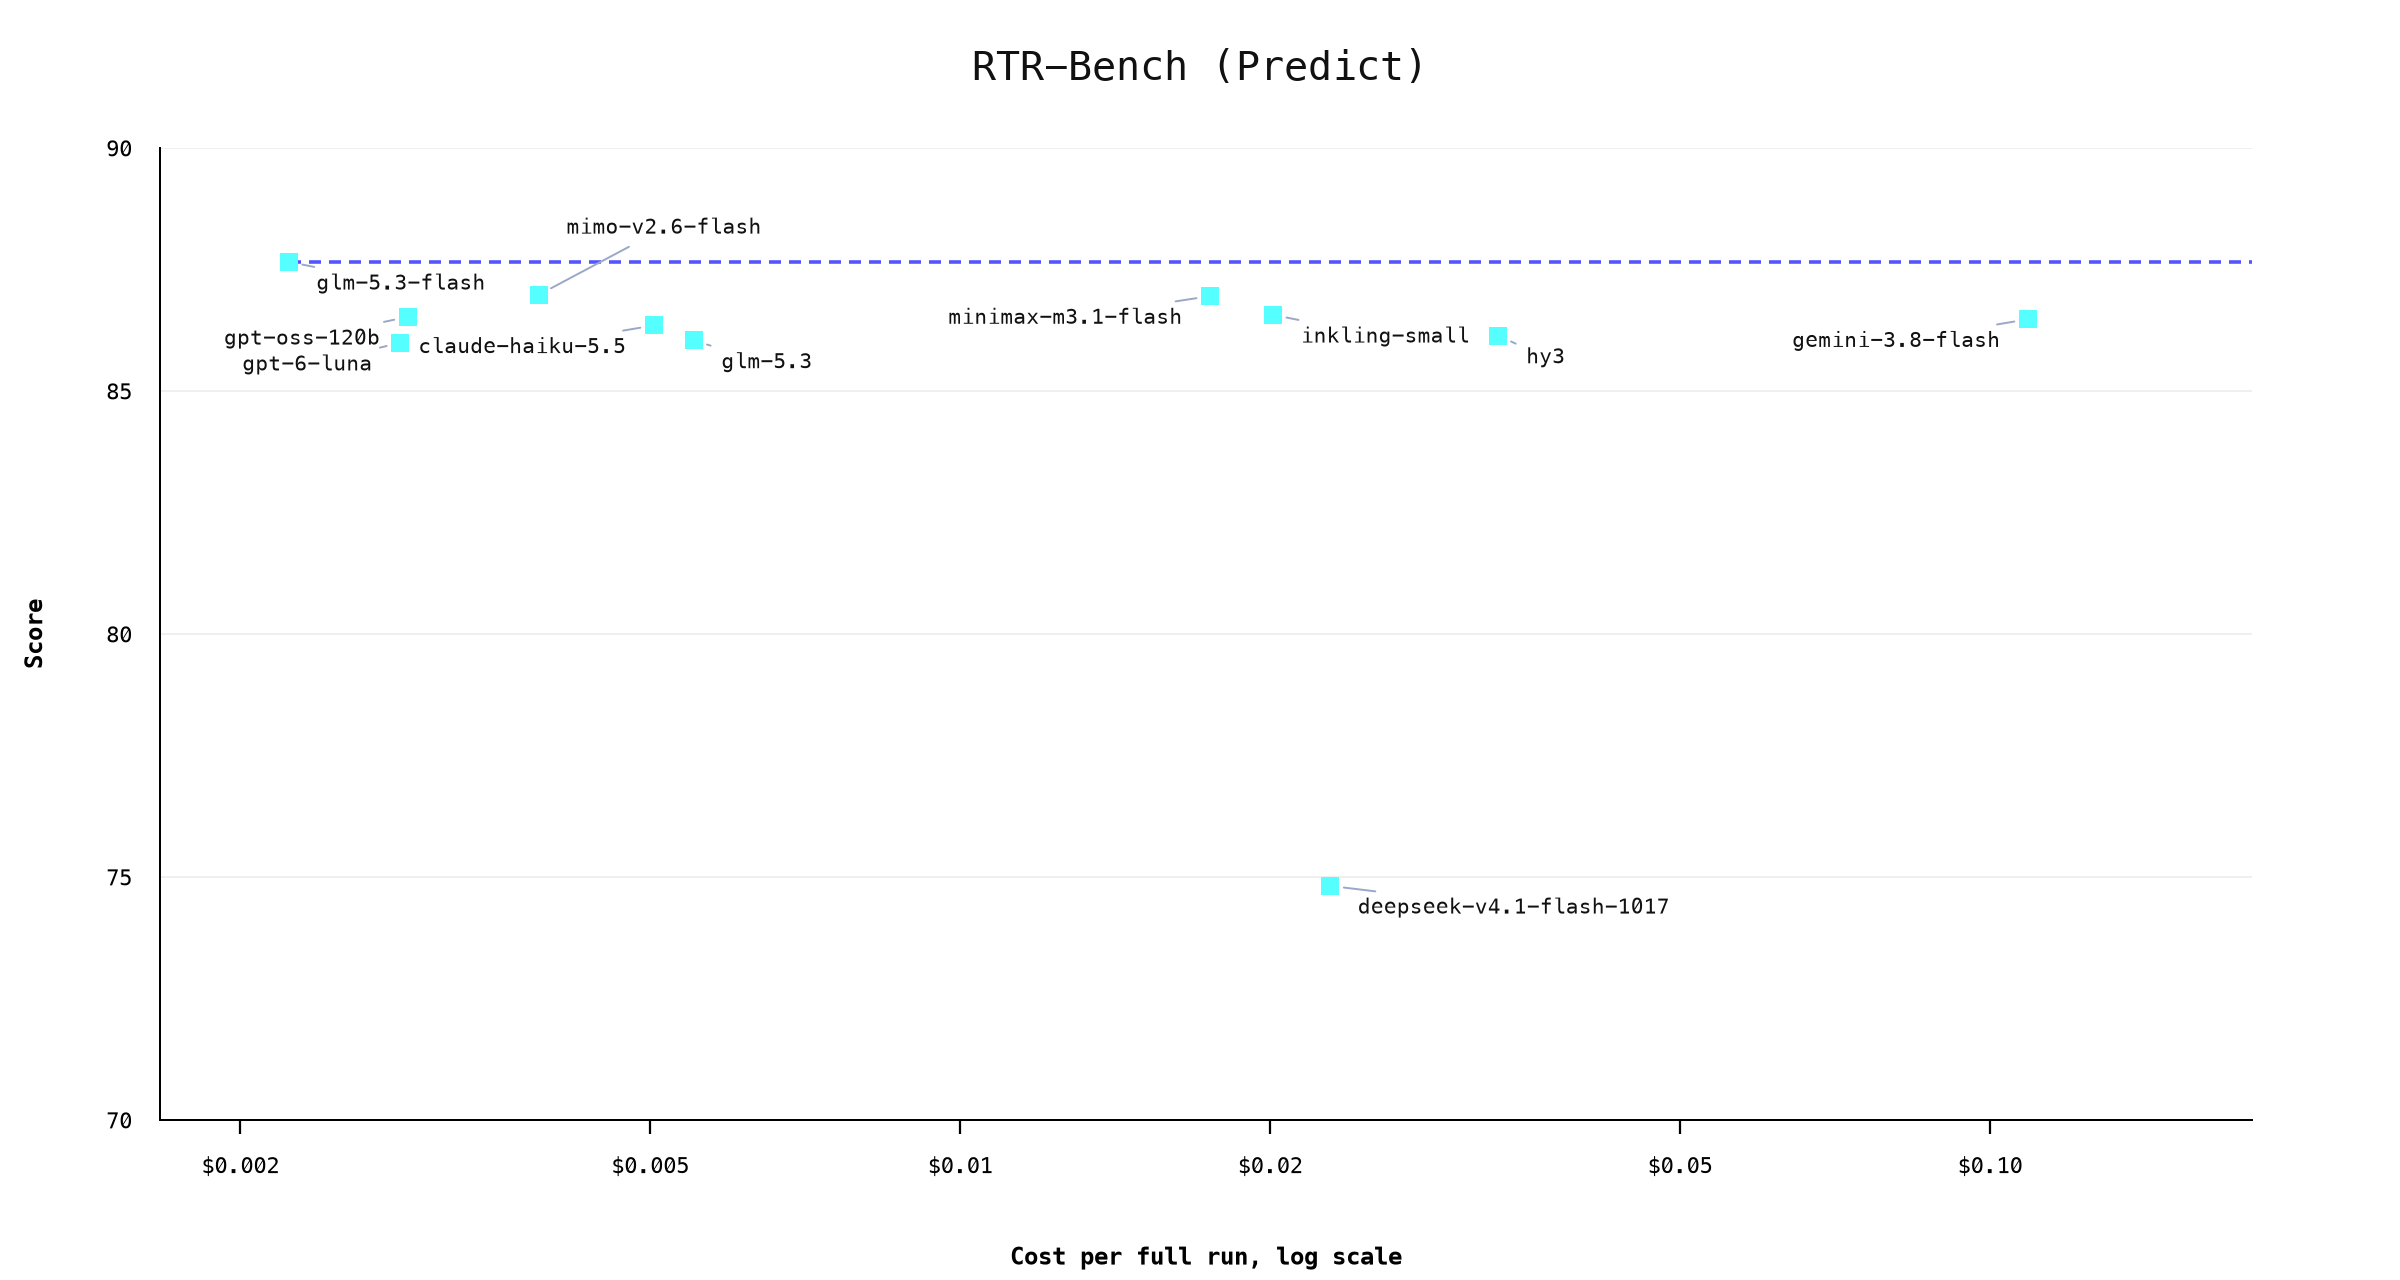 RTR−Bench (Predict)
90
mimo−v2.6−flash
glm−5.3−flash
minimax−m3.1−flash
gpt−oss−120b
inkling−small
gemini−3.8−flash
claude−haiku−5.5
hy3
gpt−6−luna
glm−5.3
85
80
Score
75
deepseek−v4.1−flash−1017
70
$0.002
$0.005
$0.01
$0.02
$0.05
$0.10
Cost per full run, log scale